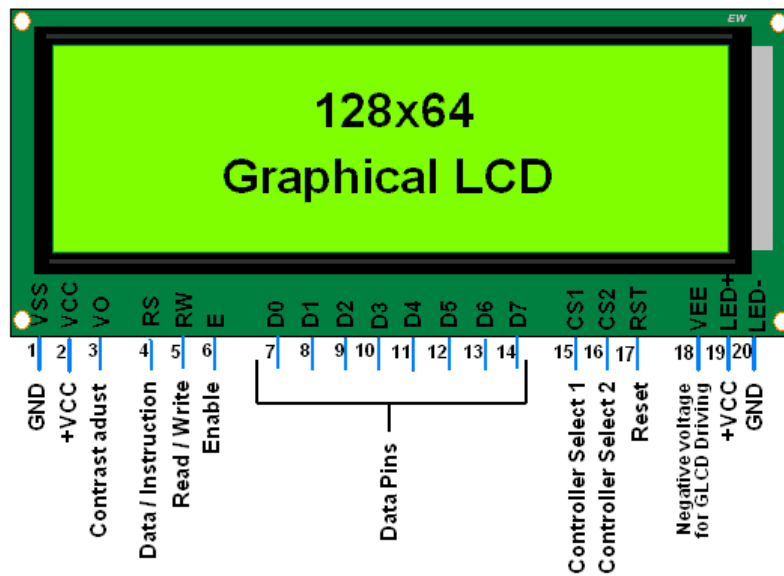 EW
128x64
Graphical LCD
VSS
VCC
VO
RS
RW
E
D0
D1
D2
D3
D4
D5
D6
D7
CS1
CS2
RST
VEE
LED+
LED-
1
2
3
4
5
6
7
8
9
10
11
12
13
14
15
16
17
18
19
20
GND
+VCC
Contrast adust
Data / Instruction
Read / Write
Enable
Data Pins
Controller Select 1
Controller Select 2
Reset
Negative voltage
for GLCD Driving
+VCC
GND